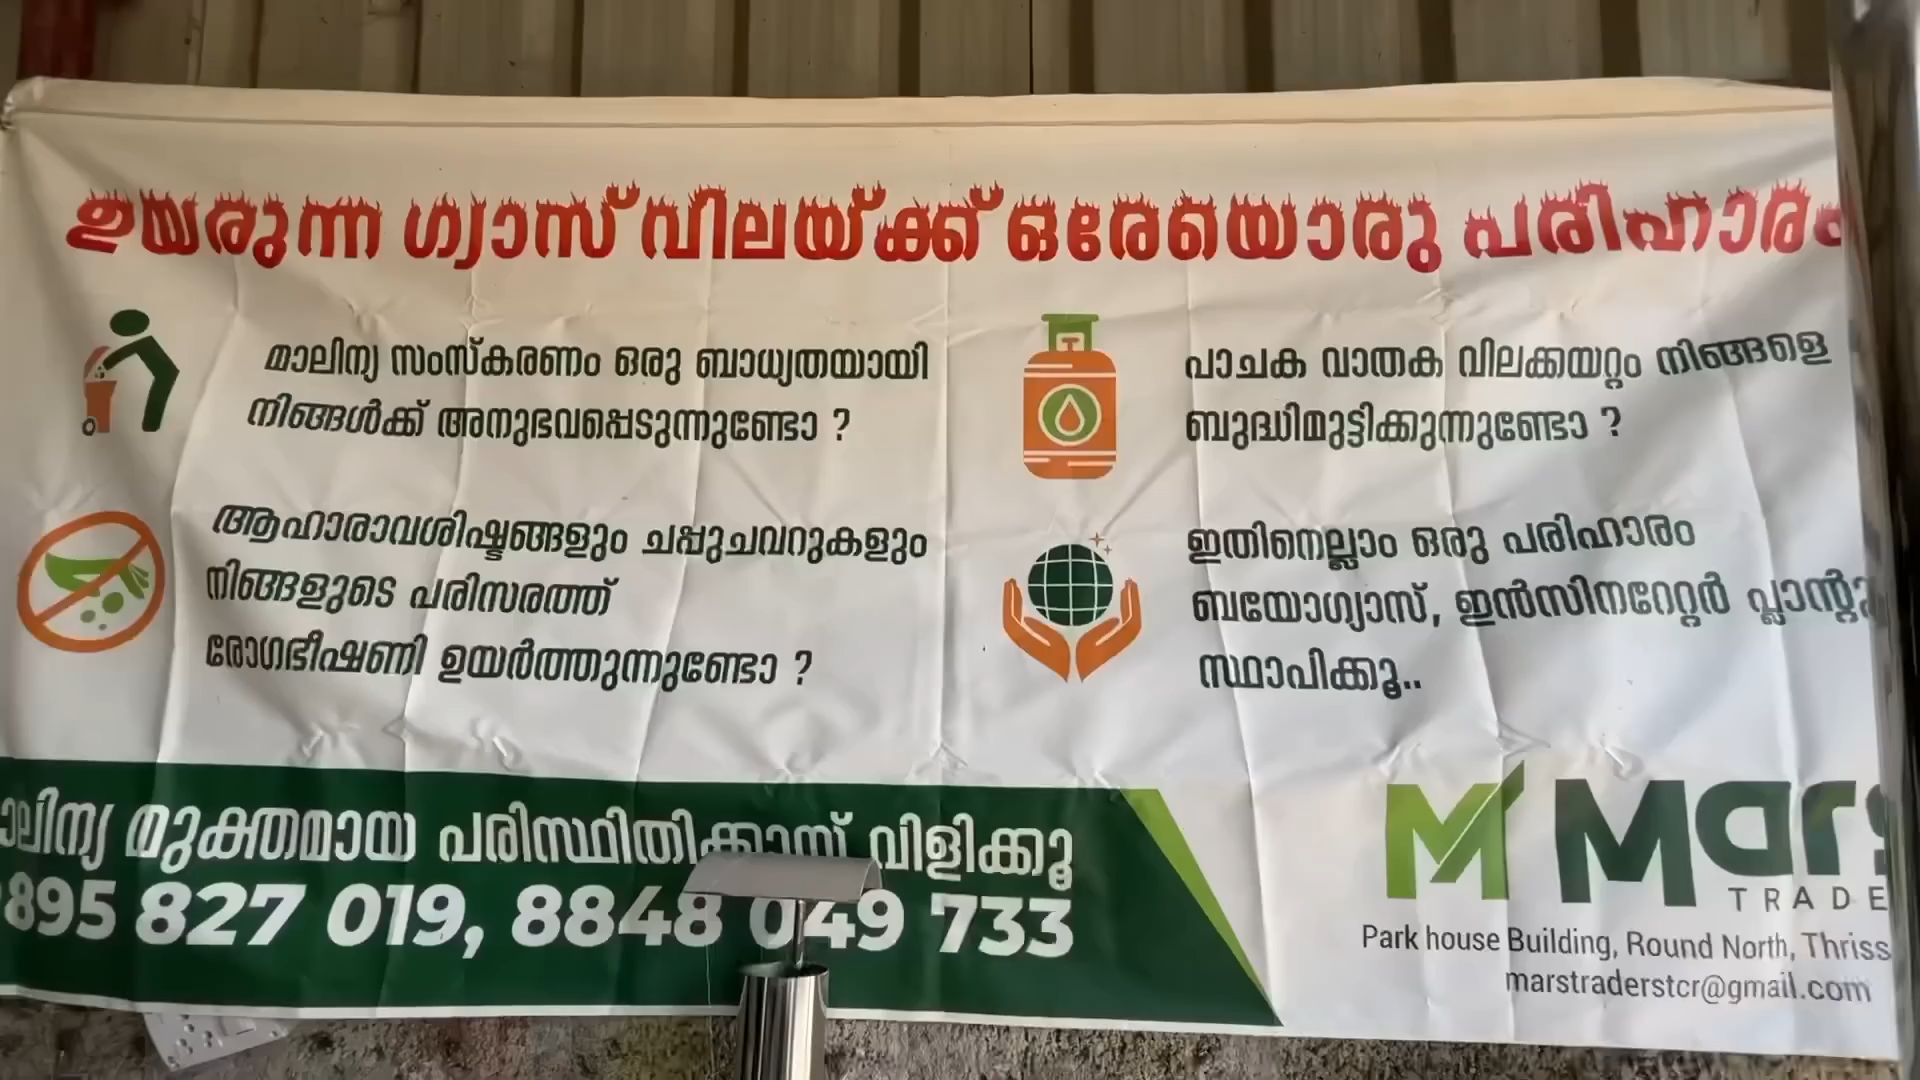 ഉയരുന്ന ഗ്യാസ് വിലയ്ക്ക് ഒരേയൊരു പരിഹാരം
മാലിന്യ സംസ്കരണം ഒരു ബാധ്യതയായി
നിങ്ങൾക്ക് അനുഭവപ്പെടുന്നുണ്ടോ ?
പാചക വാതക വിലക്കയറ്റം നിങ്ങളെ
ബുദ്ധിമുട്ടിക്കുന്നുണ്ടോ ?
ആഹാരാവശിഷ്ടങ്ങളും ചപ്പുചവറുകളും
നിങ്ങളുടെ പരിസരത്ത്
രോഗഭീഷണി ഉയർത്തുന്നുണ്ടോ ?
ഇതിനെല്ലാം ഒരു പരിഹാരം
ബയോഗ്യാസ്, ഇൻസിനറേറ്റർ
സ്ഥാപിക്കൂ..
മുക്തമായ പരിസ്ഥിതിക്കായ് വിളിക്കൂ
895 827 019, 8848 049 733
Mars
TRADE
Park house Building, Round North, Thriss
marstraderstcr@gmail.com